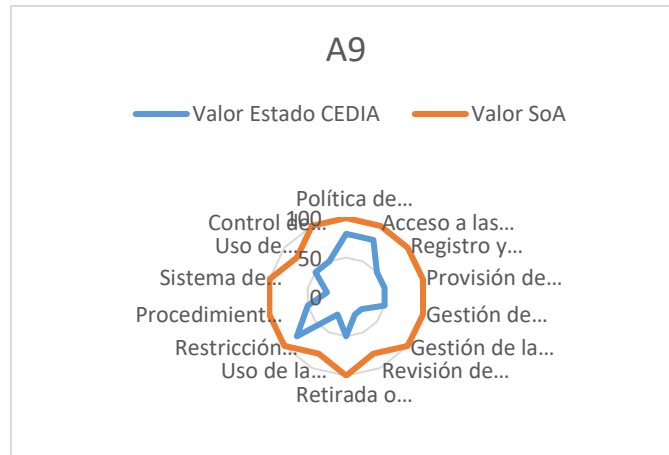 A9
Valor Estado CEDIA
Valor SoA
Política de...
Acceso a las...
Registro y...
Provisión de...
Gestión de...
Gestión de la...
Revisión de...
Retirada o...
Uso de la...
Restricción...
Procedimient...
Sistema de...
Uso de...
Control de...
100
50
0